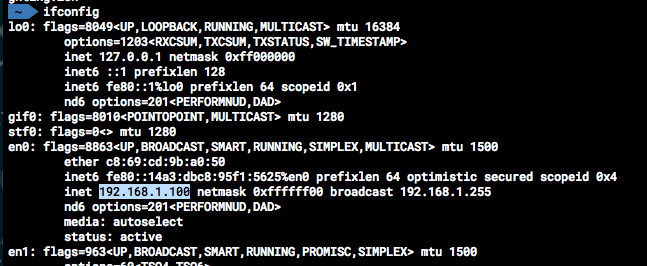 ~ ifconfig
lo0: flags=8049<UP,LOOPBACK,RUNNING,MULTICAST> mtu 16384
options=1203<RXCSUM,TXCSUM,TXSTATUS,SW_TIMESTAMP>
inet 127.0.0.1 netmask 0xff000000
inet6 ::1 prefixlen 128
inet6 fe80::1%lo0 prefixlen 64 scopeid 0x1
nd6 options=201<PERFORMNUD,DAD>
gif0: flags=8010<POINTOPOINT,MULTICAST> mtu 1280
stf0: flags=0<> mtu 1280
en0: flags=8863<UP,BROADCAST,SMART,RUNNING,SIMPLEX,MULTICAST> mtu 1500
ether c8:69:cd:9b:a0:50
inet6 fe80::14a3:dbc8:95f1:5625%en0 prefixlen 64 optimistic secured scopeid 0x4
inet 192.168.1.100 netmask 0xffffff00 broadcast 192.168.1.255
nd6 options=201<PERFORMNUD,DAD>
media: autoselect
status: active
en1: flags=963<UP,BROADCAST,SMART,RUNNING,PROMISC,SIMPLEX> mtu 1500
options=60<TSO4,TSO6>